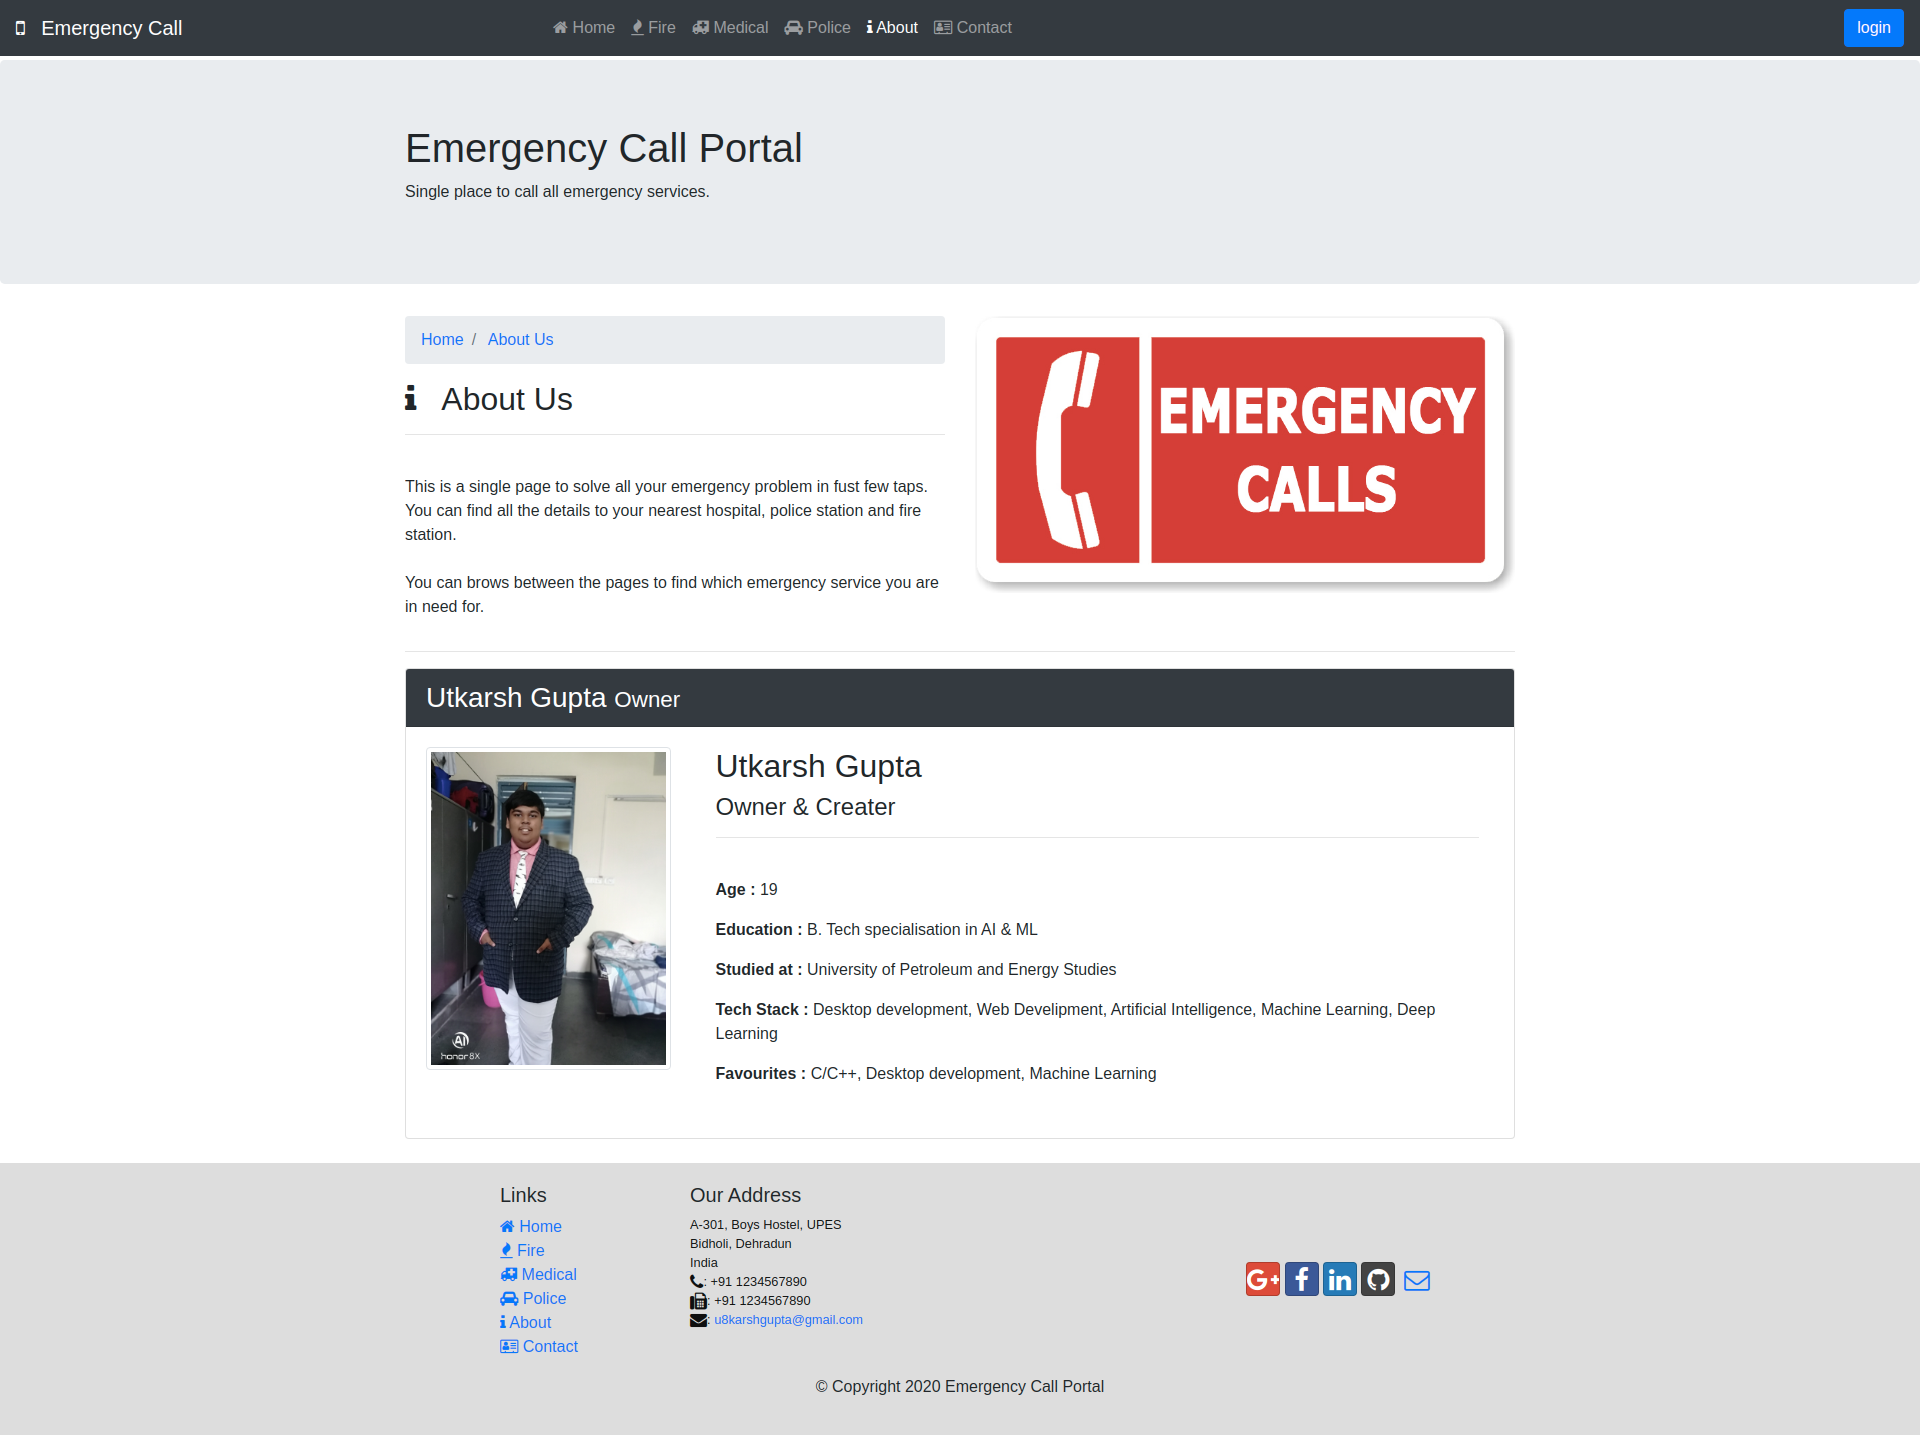 Emergency Call
Home Fire Medical Police About Contact
login
Emergency Call Portal
Single place to call all emergency services.
Home / About Us
About Us
This is a single page to solve all your emergency problem in fust few taps.
You can find all the details to your nearest hospital, police station and fire
station.
You can brows between the pages to find which emergency service you are
in need for.
EMERGENCY
CALLS
Utkarsh Gupta Owner
AI
honor 8X
Utkarsh Gupta
Owner & Creater
Age : 19
Education : B. Tech specialisation in AI & ML
Studied at : University of Petroleum and Energy Studies
Tech Stack : Desktop development, Web Develipment, Artificial Intelligence, Machine Learning, Deep
Learning
Favourites : C/C++, Desktop development, Machine Learning
Links
Home
Fire
Medical
Police
About
Contact
Our Address
A-301, Boys Hostel, UPES
Bidholi, Dehradun
India
: +91 1234567890
: +91 1234567890
: u8karshgupta@gmail.com
G+ f in
© Copyright 2020 Emergency Call Portal